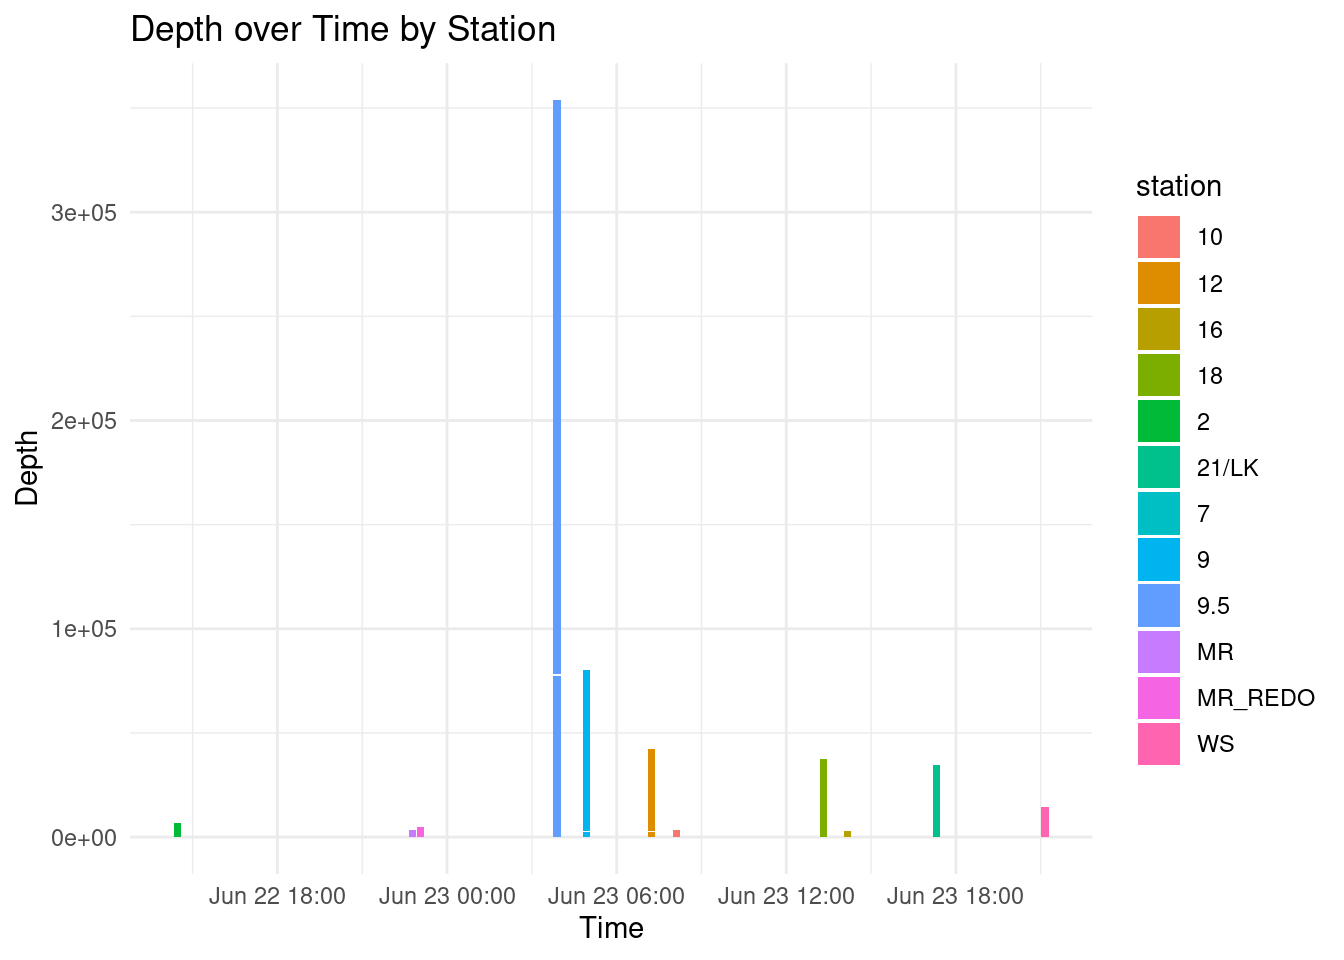 Depth over Time by Station
3e+05
2e+05
1e+05
0e+00
Depth
Jun 22 18:00
Jun 23 00:00
Jun 23 06:00
Jun 23 12:00
Jun 23 18:00
Time
station
10
12
16
18
2
21/LK
7
9
9.5
MR
MR_REDO
WS